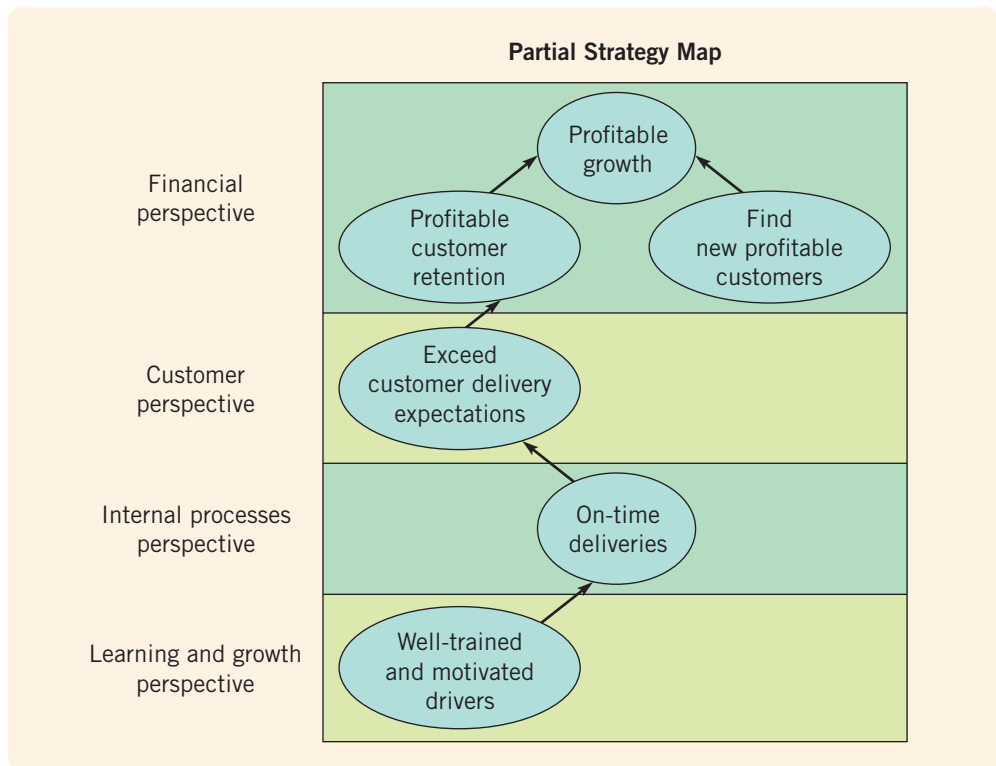 Partial Strategy Map
Financial
perspective
Profitable
growth
Profitable
customer
retention
Find
new profitable
customers
Customer
perspective
Exceed
customer delivery
expectations
Internal processes
perspective
On-time
deliveries
Learning and growth
perspective
Well-trained
and motivated
drivers